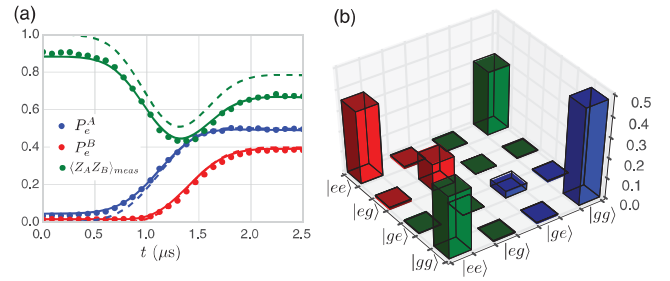 (a)
1.0
0.8
0.6
0.4
0.2
0.0
P_e^A
P_e^B
⟨Z_A Z_B⟩_meas
0.0 0.5 1.0 1.5 2.0 2.5
t (μs)
(b)
0.5
0.4
0.3
0.2
0.1
0.0
|ee⟩
|eg⟩
|ge⟩
|gg⟩
|ee⟩
|eg⟩
|ge⟩
|gg⟩